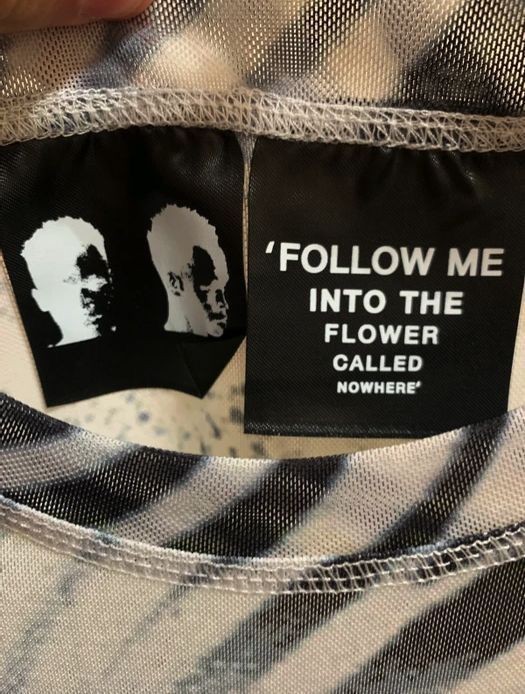 ‘FOLLOW ME
INTO THE
FLOWER
CALLED
NOWHERE’